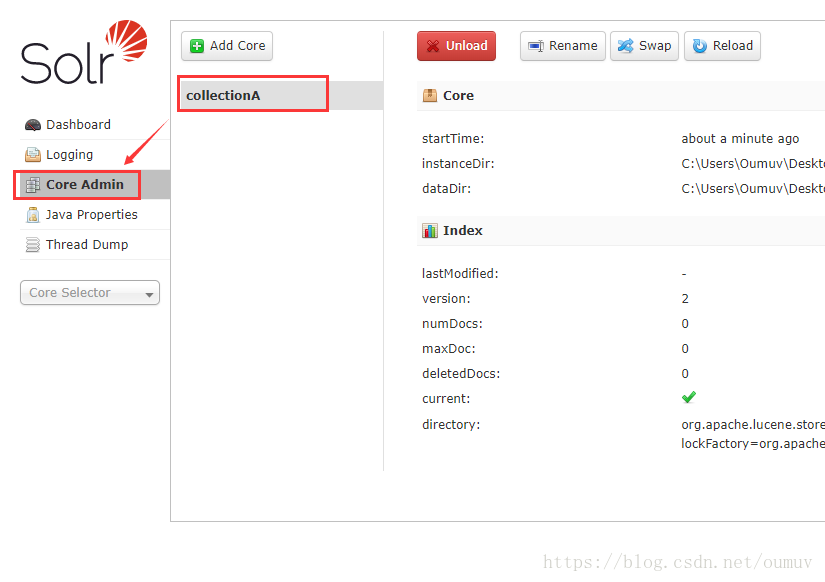 Solr
Dashboard
Logging
Core Admin
Java Properties
Thread Dump
Core Selector
Add Core
collectionA
Unload
Rename
Swap
Reload
Core
startTime: about a minute ago
instanceDir: C:\Users\Oumuv\Deskt
dataDir: C:\Users\Oumuv\Deskt
Index
lastModified: -
version: 2
numDocs: 0
maxDoc: 0
deletedDocs: 0
current:
directory: org.apache.lucene.store
lockFactory=org.apache
https://blog.csdn.net/oumuv